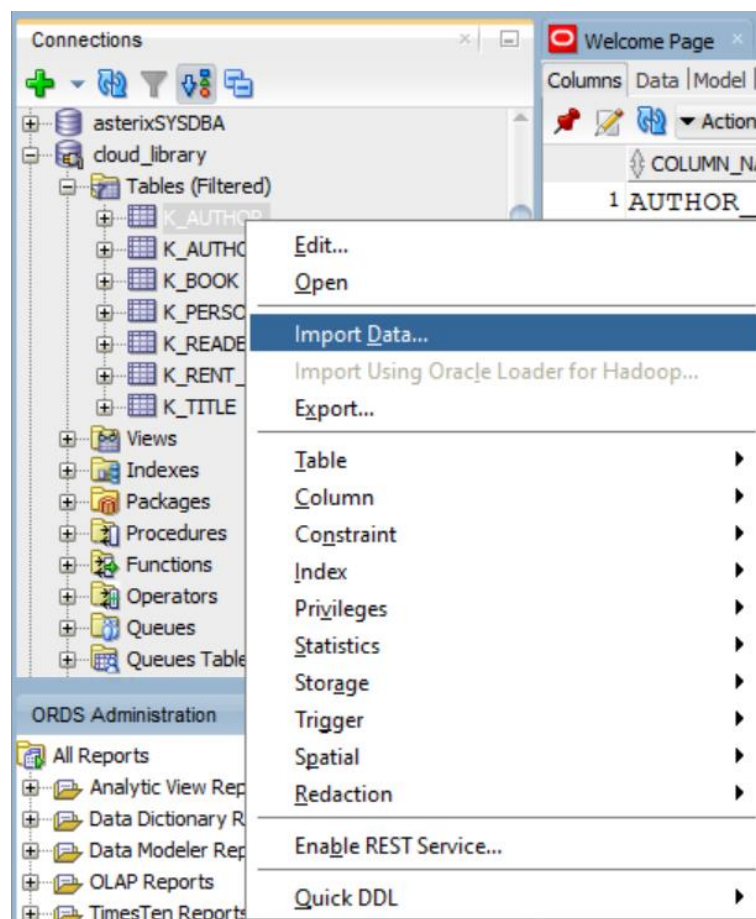 Connections
asterixSYSDBA
cloud_library
Tables (Filtered)
K_AUTHOR
K_AUTHO
K_BOOK
K_PERSO
K_READE
K_RENT_
K_TITLE
Views
Indexes
Packages
Procedures
Functions
Operators
Queues
Queues Table
ORDS Administration
All Reports
Analytic View Rep
Data Dictionary R
Data Modeler Rep
OLAP Reports
TimesTen Reports
Welcome Page
Columns Data |Model |
Action
COLUMN_NA
1 AUTHOR_
Edit...
Open
Import Data...
Import Using Oracle Loader for Hadoop...
Export...
Table
Column
Constraint
Index
Privileges
Statistics
Storage
Trigger
Spatial
Redaction
Enable REST Service...
Quick DDL